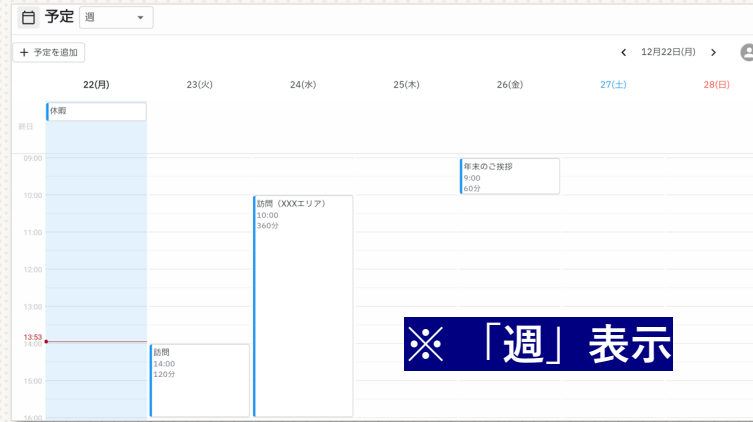 予定 週
+ 予定を追加
12月22日(月)
22(月) 23(火) 24(水) 25(木) 26(金) 27(土) 28(日)
休暇
終日
09:00
年末のご挨拶
9:00
60分
10:00
訪問（XXXエリア）
10:00
360分
11:00
12:00
13:00
13:53
14:00
訪問
14:00
120分
15:00
16:00
※ 「週」表示